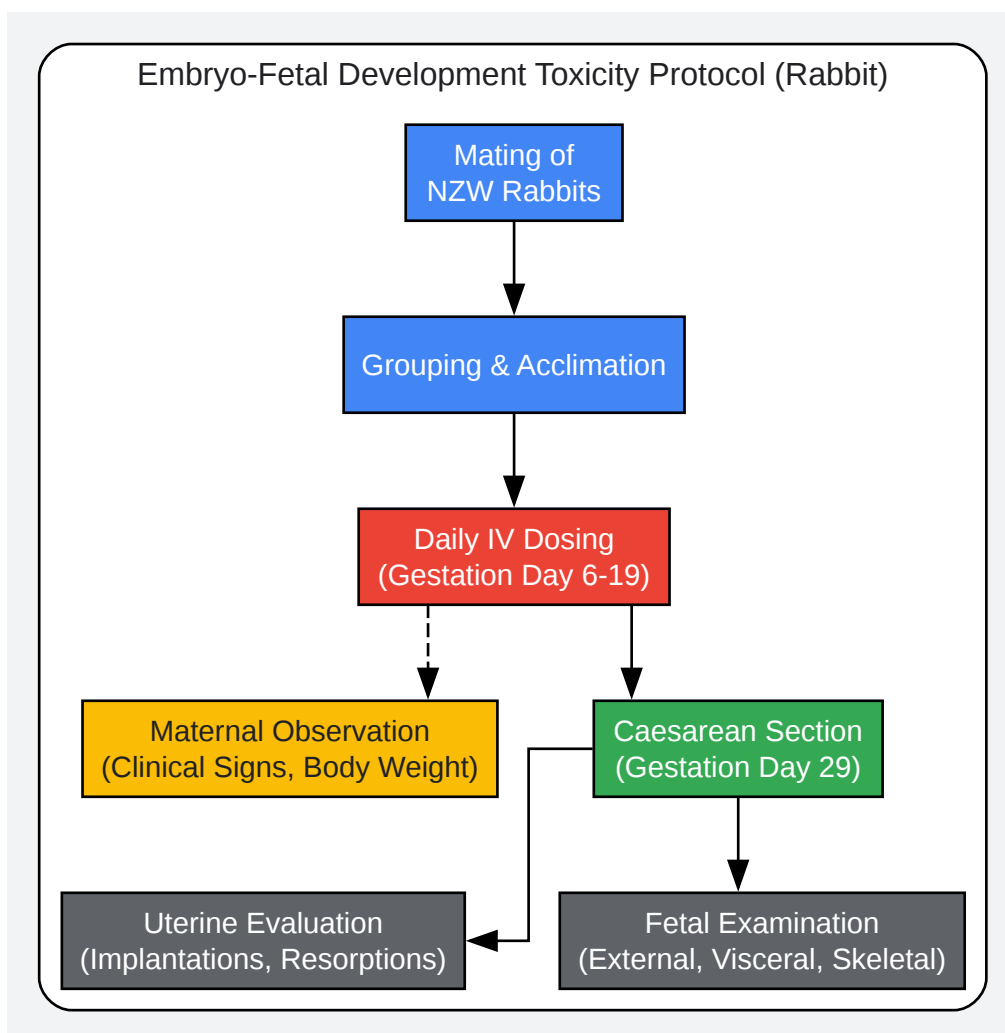 Embryo-Fetal Development Toxicity Protocol (Rabbit)
Mating of
NZW Rabbits
Grouping & Acclimation
Daily IV Dosing
(Gestation Day 6-19)
Maternal Observation
(Clinical Signs, Body Weight)
Caesarean Section
(Gestation Day 29)
Uterine Evaluation
(Implantations, Resorptions)
Fetal Examination
(External, Visceral, Skeletal)